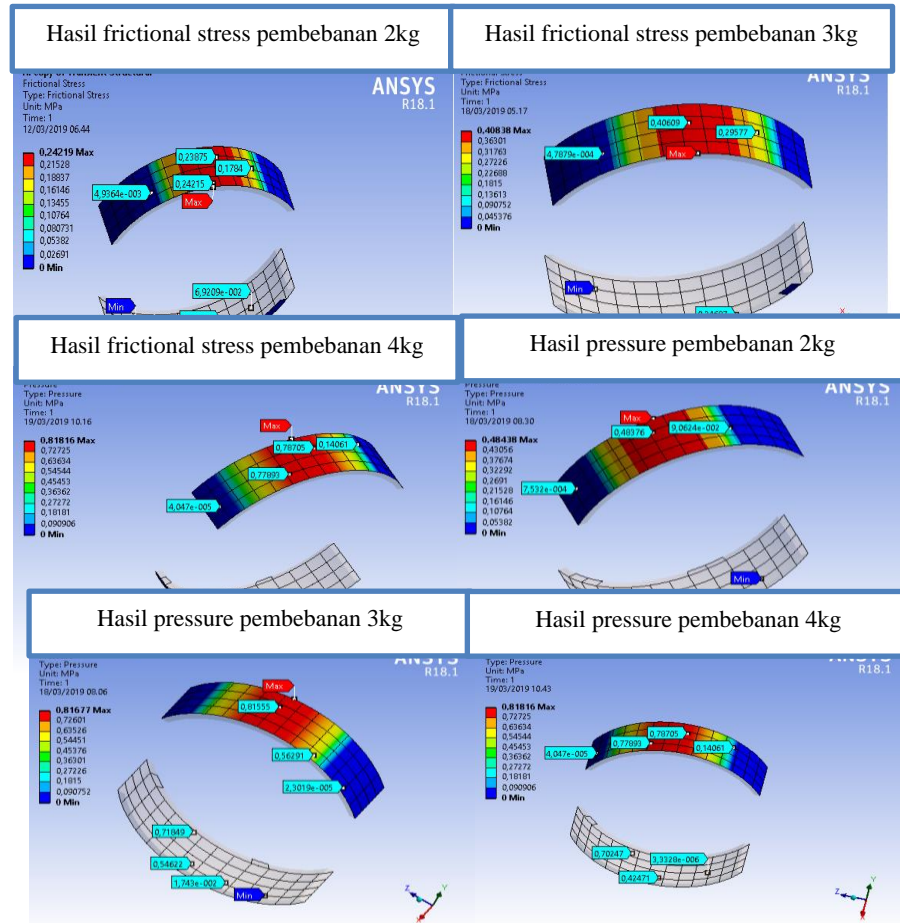 Hasil frictional stress pembebanan 2kg
Frictional Stress
Type: Frictional Stress
Unit: MPa
Time: 1
12/03/2019 06.44
ANSYS
R18.1
0,24219 Max
0,21528
0,18837
0,16146
0,13455
0,10764
0,080731
0,05382
0,02691
0 Min
4,9364e-003
0,23875
0,1784
0,24215
Max
6,9209e-002
Min
Hasil frictional stress pembebanan 3kg
Type: Frictional Stress
Unit: MPa
Time: 1
18/03/2019 05.17
ANSYS
R18.1
0,40838 Max
0,36301
0,31763
0,27226
0,22688
0,1815
0,13613
0,090752
0,045376
0 Min
4,7879e-004
0,40609
0,29577
Max
Min
X
Hasil frictional stress pembebanan 4kg
Pressure
Type: Pressure
Unit: MPa
Time: 1
19/03/2019 10.16
ANSYS
R18.1
0,81816 Max
0,72725
0,63634
0,54544
0,45453
0,36362
0,27272
0,18181
0,090906
0 Min
Max
0,78705
0,14061
0,77893
4,047e-005
Hasil pressure pembebanan 2kg
Pressure
Type: Pressure
Unit: MPa
Time: 1
18/03/2019 08.30
ANSYS
R18.1
0,48438 Max
0,43056
0,37674
0,32292
0,2691
0,21528
0,16146
0,10764
0,05382
0 Min
Max
0,48376
9,0624e-002
7,532e-004
Min
Hasil pressure pembebanan 3kg
Type: Pressure
Unit: MPa
Time: 1
18/03/2019 08.06
ANSYS
R18.1
0,81677 Max
0,72601
0,63526
0,54451
0,45376
0,36301
0,27226
0,1815
0,090752
0 Min
Max
0,81555
0,56291
2,3019e-005
0,71849
0,54622
1,743e-002
Min
Z
Y
X
Hasil pressure pembebanan 4kg
Type: Pressure
Unit: MPa
Time: 1
19/03/2019 10.43
ANSYS
R18.1
0,81816 Max
0,72725
0,63634
0,54544
0,45453
0,36362
0,27272
0,18181
0,090906
0 Min
0,78705
0,77893
0,14061
4,047e-005
0,70247
3,3328e-006
0,42471
Z
Y
X